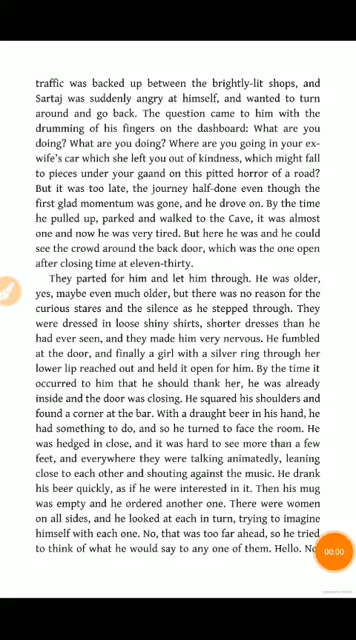 traffic was backed up between the brightly-lit shops, and
Sartaj was suddenly angry at himself, and wanted to turn
around and go back. The question came to him with the
drumming of his fingers on the dashboard: What are you
doing? What are you doing? Where are you going in your ex-
wife's car which she left you out of kindness, which might fall
to pieces under your gaand on this pitted horror of a road?
But it was too late, the journey half-done even though the
first glad momentum was gone, and he drove on. By the time
he pulled up, parked and walked to the Cave, it was almost
one and now he was very tired. But here he was and he could
see the crowd around the back door, which was the one open
after closing time at eleven-thirty.
They parted for him and let him through. He was older,
yes, maybe even much older, but there was no reason for the
curious stares and the silence as he stepped through. They
were dressed in loose shiny shirts, shorter dresses than he
had ever seen, and they made him very nervous. He fumbled
at the door, and finally a girl with a silver ring through her
lower lip reached out and held it open for him. By the time it
occurred to him that he should thank her, he was already
inside and the door was closing. He squared his shoulders and
found a corner at the bar. With a draught beer in his hand, he
had something to do, and so he turned to face the room. He
was hedged in close, and it was hard to see more than a few
feet, and everywhere they were talking animatedly, leaning
close to each other and shouting against the music. He drank
his beer quickly, as if he were interested in it. Then his mug
was empty and he ordered another one. There were women
on all sides, and he looked at each in turn, trying to imagine
himself with each one. No, that was too far ahead, so he tried
to think of what he would say to any one of them. Hello. No
00:00